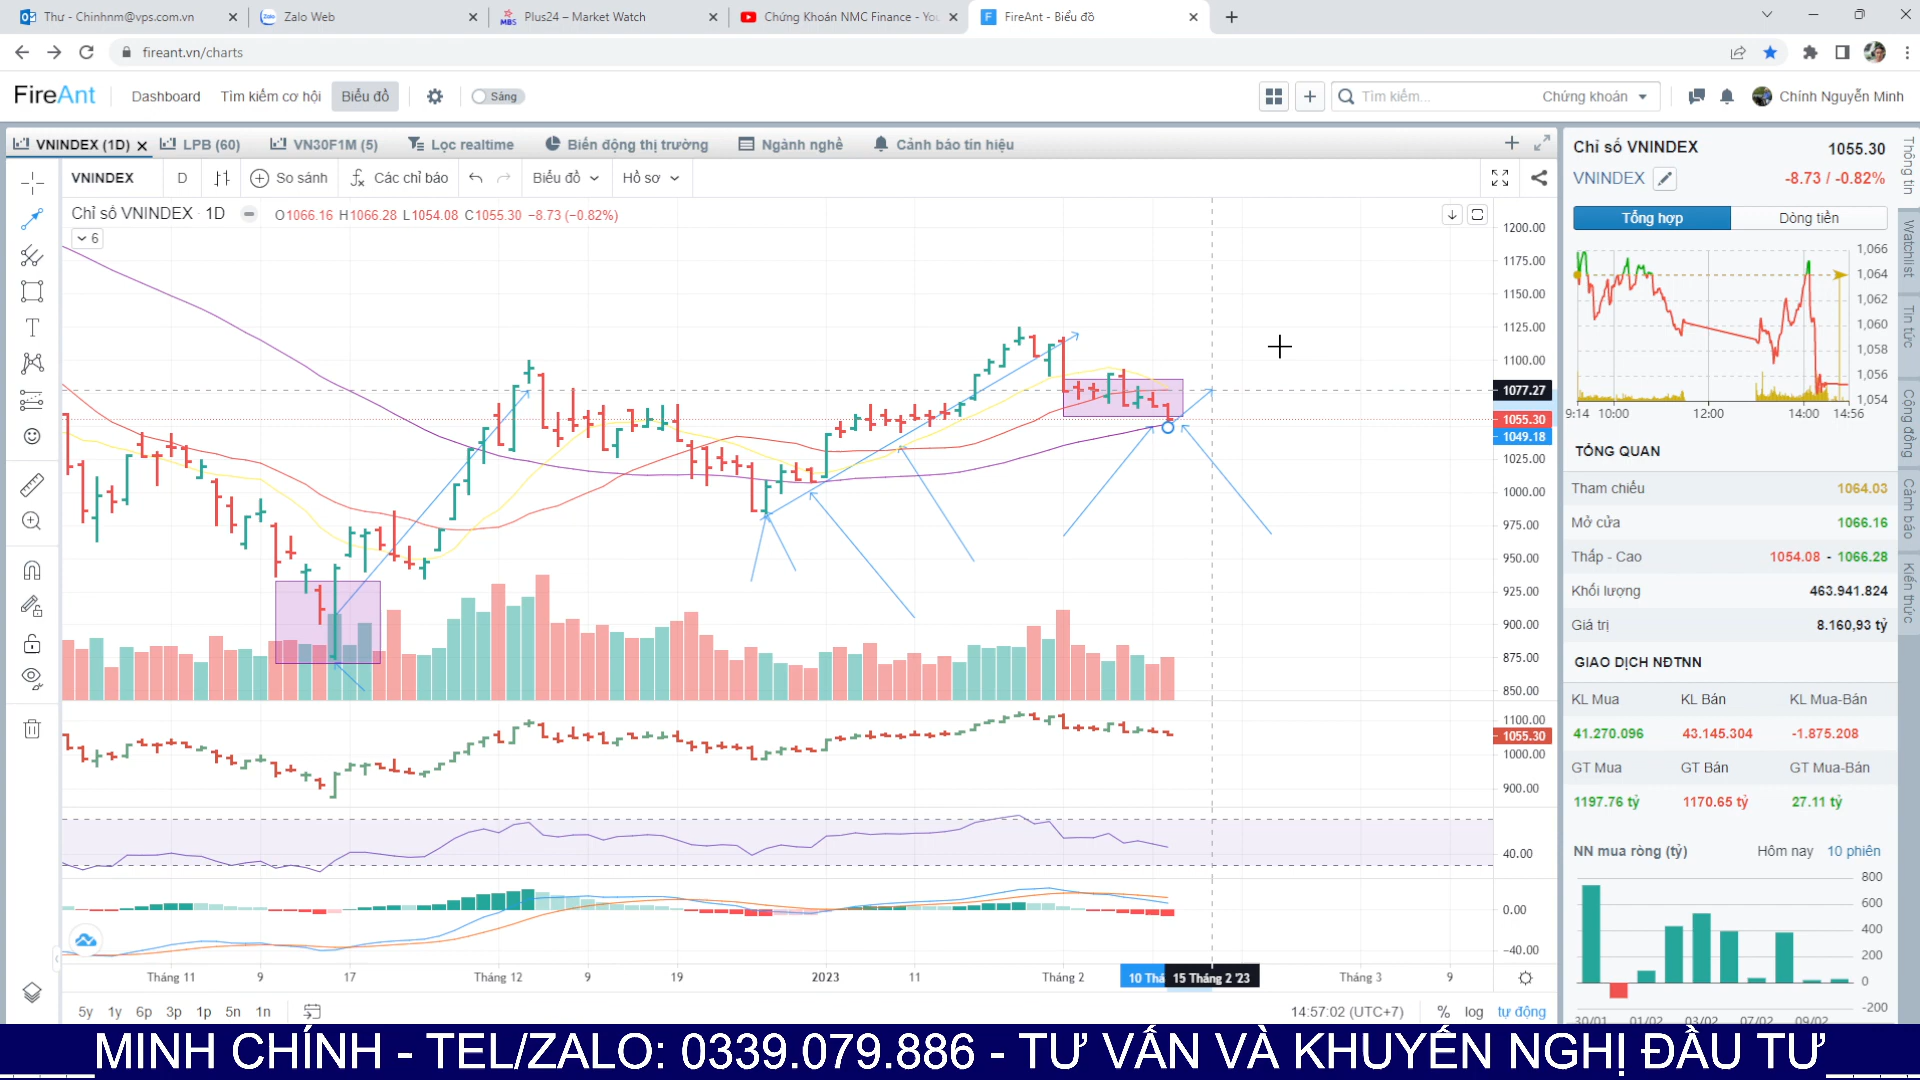 Thư - Chinhnm@vps.com.vn
Zalo Web
Plus24 – Market Watch
Chứng Khoán NMC Finance - You
FireAnt - Biểu đồ
fireant.vn/charts
FireAnt
Dashboard
Tìm kiếm cơ hội
Biểu đồ
Sáng
Tìm kiếm...
Chứng khoán
Chính Nguyễn Minh
VNINDEX (1D)
LPB (60)
VN30F1M (5)
Lọc realtime
Biến động thị trường
Ngành nghề
Cảnh báo tín hiệu
VNINDEX
D
So sánh
Các chỉ báo
Biểu đồ
Hồ sơ
Chỉ số VNINDEX 1D
O1066.16 H1066.28 L1054.08 C1055.30 −8.73 (−0.82%)
6
1200.00
1175.00
1150.00
1125.00
1100.00
1077.27
1055.30
1049.18
1025.00
1000.00
975.00
950.00
925.00
900.00
875.00
850.00
1100.00
1055.30
1000.00
900.00
40.00
0.00
−40.00
Tháng 11
9
17
Tháng 12
9
19
2023
11
Tháng 2
10 Thá
15 Tháng 2 '23
Tháng 3
9
5y
1y
6p
3p
1p
5n
1n
14:57:02 (UTC+7)
%
log
tự động
Chỉ số VNINDEX
1055.30
VNINDEX
-8.73 / -0.82%
Tổng hợp
Dòng tiền
1,066
1,064
1,062
1,060
1,058
1,056
1,054
9:14
10:00
12:00
14:00
14:56
TỔNG QUAN
Tham chiếu
1064.03
Mở cửa
1066.16
Thấp - Cao
1054.08 - 1066.28
Khối lượng
463.941.824
Giá trị
8.160,93 tỷ
GIAO DỊCH NĐTNN
KL Mua
KL Bán
KL Mua-Bán
41.270.096
43.145.304
-1.875.208
GT Mua
GT Bán
GT Mua-Bán
1197.76 tỷ
1170.65 tỷ
27.11 tỷ
NN mua ròng (tỷ)
Hôm nay
10 phiên
800
600
400
200
0
-200
30/01
01/02
03/02
07/02
09/02
Thông tin
Watchlist
Tin tức
Cộng đồng
Cảnh báo
Kiến thức
____MINH CHÍNH - TEL/ZALO: 0339.079.886 - TƯ VẤN VÀ KHUYẾN NGHỊ ĐẦU TƯ____